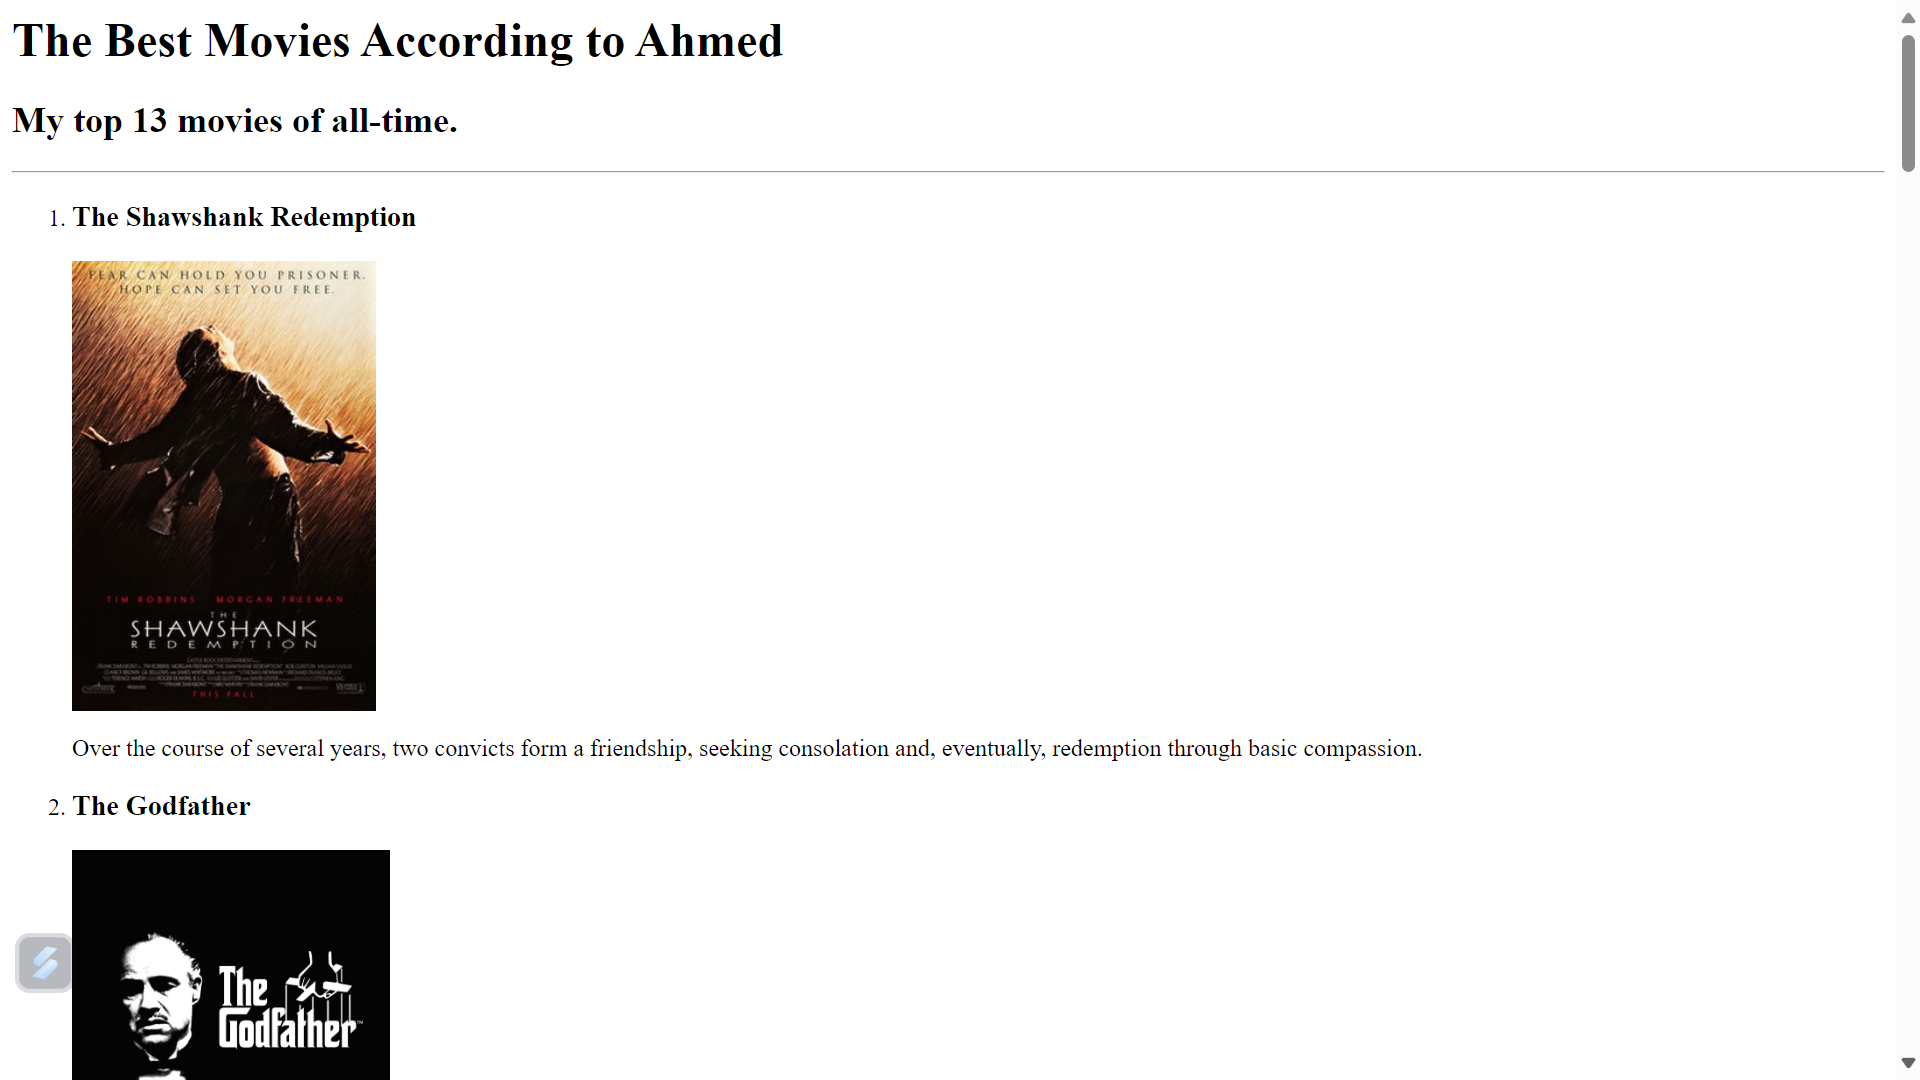 The Best Movies According to Ahmed
My top 13 movies of all-time.
1. The Shawshank Redemption
FEAR CAN HOLD YOU PRISONER.
HOPE CAN SET YOU FREE.
TIM ROBBINS MORGAN FREEMAN
THE
SHAWSHANK
REDEMPTION
THIS FALL
Over the course of several years, two convicts form a friendship, seeking consolation and, eventually, redemption through basic compassion.
2. The Godfather
The
Godfather